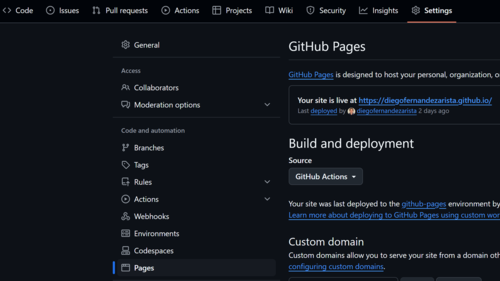 Code Issues Pull requests Actions Projects Wiki Security Insights Settings
General
Access
Collaborators
Moderation options
Code and automation
Branches
Tags
Rules
Actions
Webhooks
Environments
Codespaces
Pages
GitHub Pages
GitHub Pages is designed to host your personal, organization, o
Your site is live at https://diegofernandezarista.github.io/
Last deployed by diegofernandezarista 2 days ago
Build and deployment
Source
GitHub Actions
Your site was last deployed to the github-pages environment by
Learn more about deploying to GitHub Pages using custom wor
Custom domain
Custom domains allow you to serve your site from a domain oth
configuring custom domains.